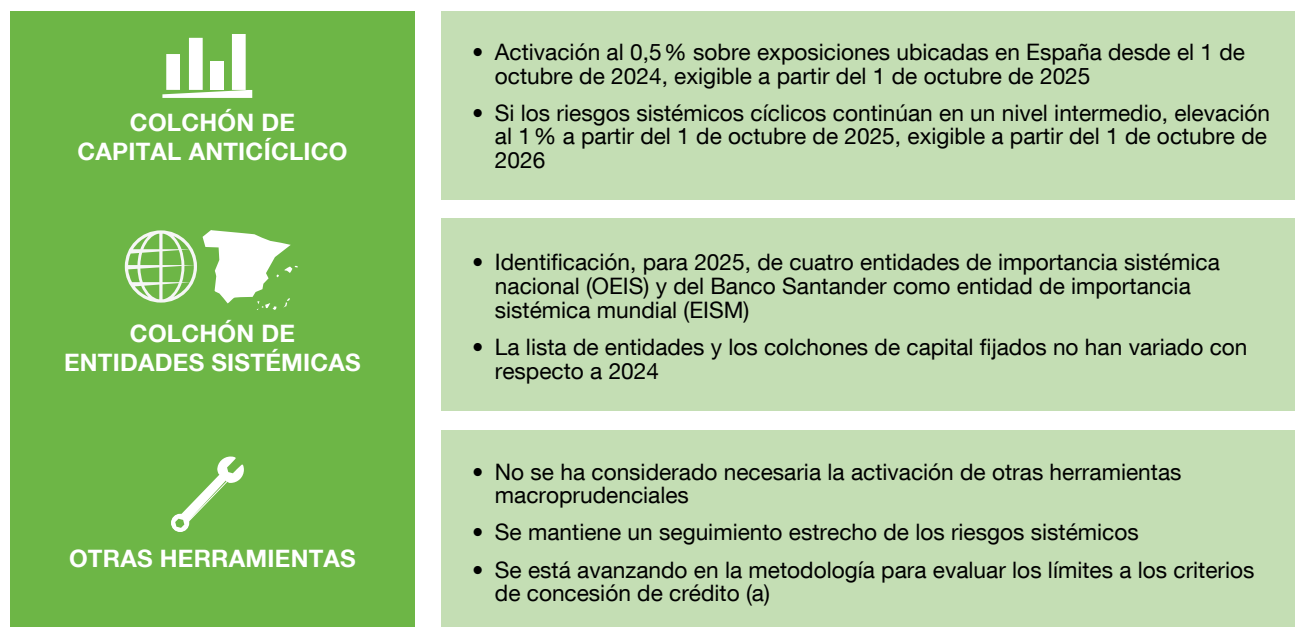 COLCHÓN DE
CAPITAL ANTICÍCLICO
• Activación al 0,5 % sobre exposiciones ubicadas en España desde el 1 de
octubre de 2024, exigible a partir del 1 de octubre de 2025
• Si los riesgos sistémicos cíclicos continúan en un nivel intermedio, elevación
al 1 % a partir del 1 de octubre de 2025, exigible a partir del 1 de octubre de
2026
COLCHÓN DE
ENTIDADES SISTÉMICAS
• Identificación, para 2025, de cuatro entidades de importancia sistémica
nacional (OEIS) y del Banco Santander como entidad de importancia
sistémica mundial (EISM)
• La lista de entidades y los colchones de capital fijados no han variado con
respecto a 2024
OTRAS HERRAMIENTAS
• No se ha considerado necesaria la activación de otras herramientas
macroprudenciales
• Se mantiene un seguimiento estrecho de los riesgos sistémicos
• Se está avanzando en la metodología para evaluar los límites a los criterios
de concesión de crédito (a)